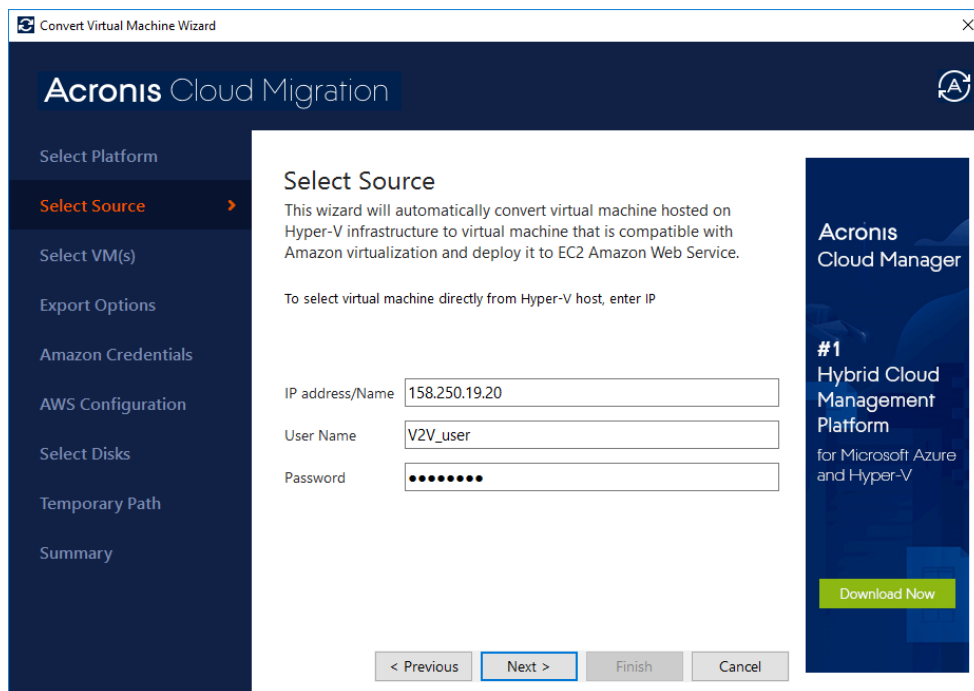 Convert Virtual Machine Wizard
Acronis Cloud Migration
Select Platform
Select Source
Select VM(s)
Export Options
Amazon Credentials
AWS Configuration
Select Disks
Temporary Path
Summary
Select Source
This wizard will automatically convert virtual machine hosted on
Hyper-V infrastructure to virtual machine that is compatible with
Amazon virtualization and deploy it to EC2 Amazon Web Service.
To select virtual machine directly from Hyper-V host, enter IP
IP address/Name 158.250.19.20
User Name V2V_user
Password ●●●●●●●●
< Previous Next > Finish Cancel
Acronis
Cloud Manager
#1
Hybrid Cloud
Management
Platform
for Microsoft Azure
and Hyper-V
Download Now